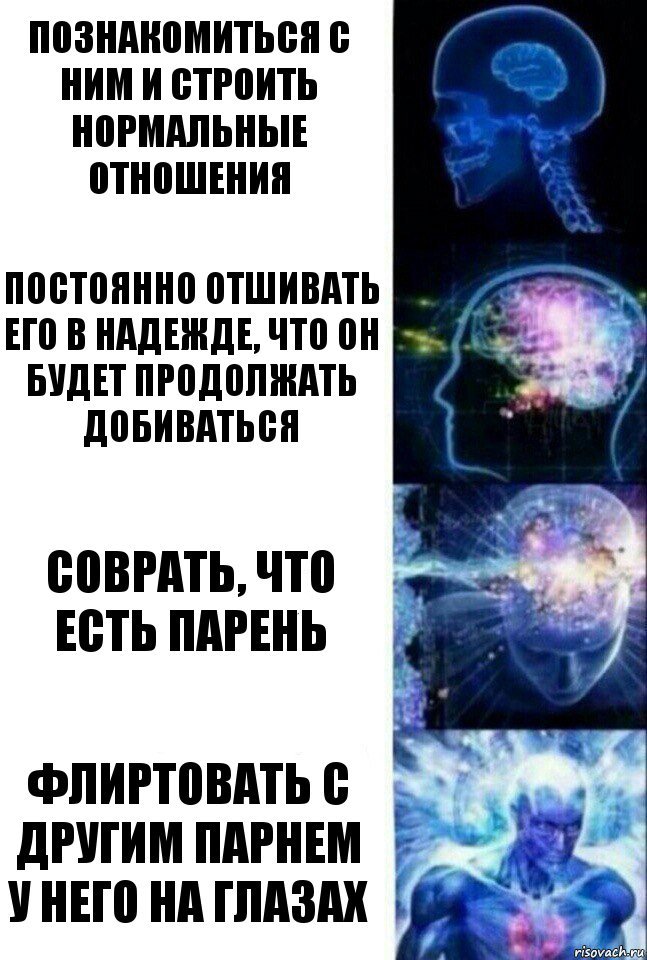 ПОЗНАКОМИТЬСЯ С
НИМ И СТРОИТЬ
НОРМАЛЬНЫЕ
ОТНОШЕНИЯ
ПОСТОЯННО ОТШИВАТЬ
ЕГО В НАДЕЖДЕ, ЧТО ОН
БУДЕТ ПРОДОЛЖАТЬ
ДОБИВАТЬСЯ
СОВРАТЬ, ЧТО
ЕСТЬ ПАРЕНЬ
ФЛИРТОВАТЬ С
ДРУГИМ ПАРНЕМ
У НЕГО НА ГЛАЗАХ
risovach.ru